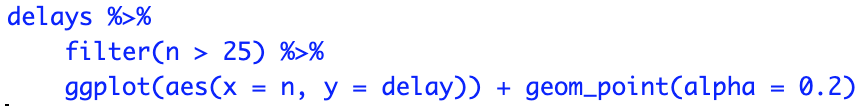 delays %>%
filter(n > 25) %>%
ggplot(aes(x = n, y = delay)) + geom_point(alpha = 0.2)